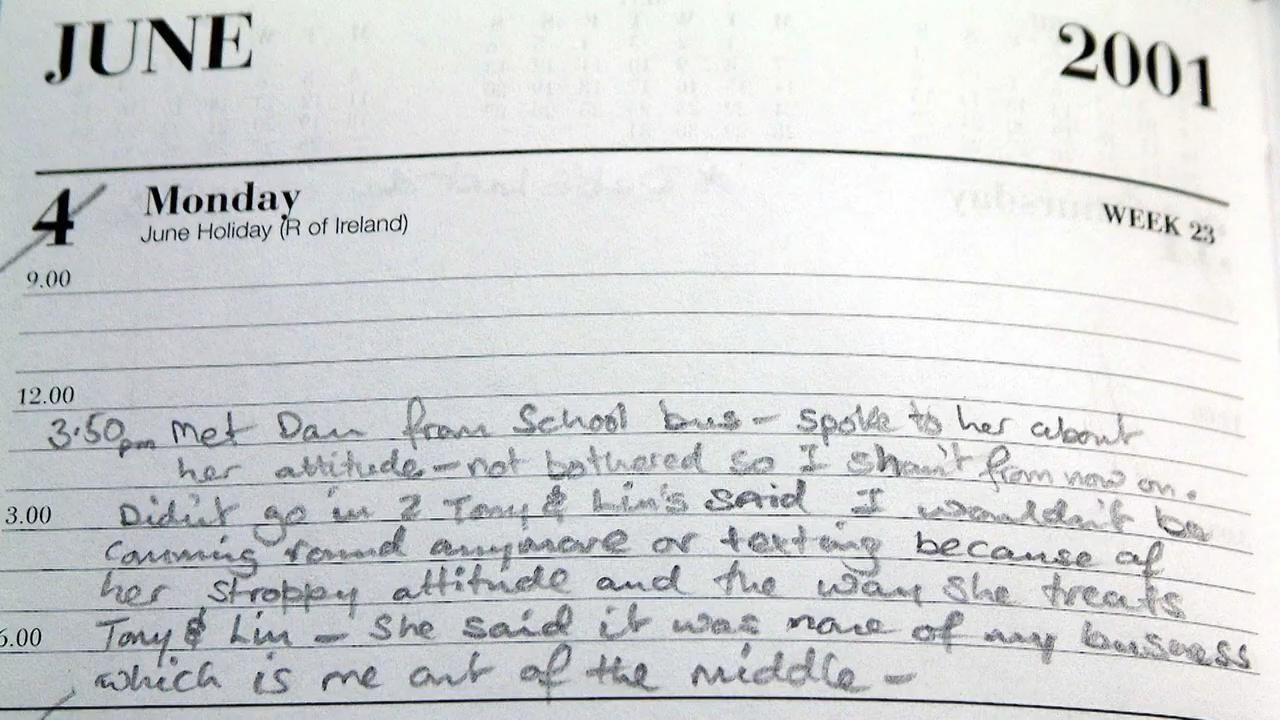 JUNE 2001
4 Monday
June Holiday (R of Ireland) WEEK 23
9.00
12.00
3.50pm Met Dan from School bus – spoke to her about
her attitude – not bothered so I shan't from now on.
3.00 Didn't go in 2 Tony & Lin's said I wouldn't be
comming round anymore or texting because of
her stroppy attitude and the way she treats
6.00 Tony & Lin – She said it was none of my busness
which is me out of the middle –